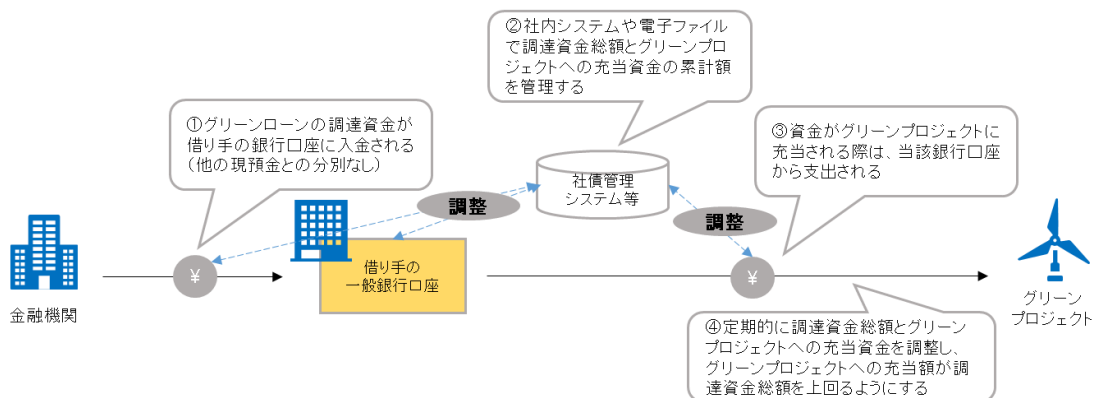 ②社内システムや電子ファイル
で調達資金総額とグリーンプロ
ジェクトへの充当資金の累計額
を管理する
①グリーンローンの調達資金が
借り手の銀行口座に入金される
（他の現預金との分別なし）
③資金がグリーンプロジェクトに
充当される際は、当該銀行口座
から支出される
社債管理
システム等
調整
調整
¥
借り手の
一般銀行口座
¥
金融機関
グリーン
プロジェクト
④定期的に調達資金総額とグリーン
プロジェクトへの充当資金を調整し、
グリーンプロジェクトへの充当額が調
達資金総額を上回るようにする